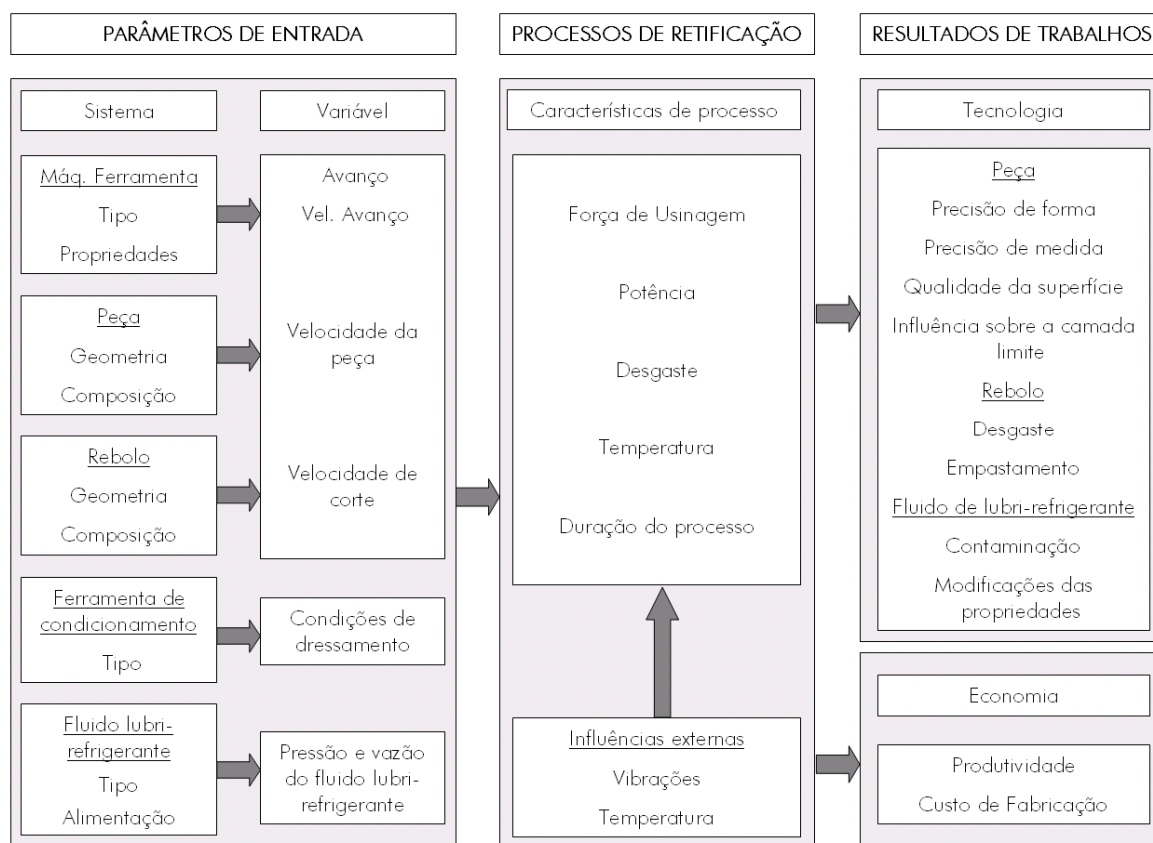 PARÂMETROS DE ENTRADA
Sistema
Variável
Máq. Ferramenta
Tipo
Propriedades
Avanço
Vel. Avanço
Peça
Geometria
Composição
Velocidade da
peça
Rebolo
Geometria
Composição
Velocidade de
corte
Ferramenta de
condicionamento
Tipo
Condições de
dressamento
Fluido lubri-
refrigerante
Tipo
Alimentação
Pressão e vazão
do fluido lubri-
refrigerante
PROCESSOS DE RETIFICAÇÃO
Características de processo
Força de Usinagem
Potência
Desgaste
Temperatura
Duração do processo
Influências externas
Vibrações
Temperatura
RESULTADOS DE TRABALHOS
Tecnologia
Peça
Precisão de forma
Precisão de medida
Qualidade da superfície
Influência sobre a camada
limite
Rebolo
Desgaste
Empastamento
Fluido de lubri-refrigerante
Contaminação
Modificações das
propriedades
Economia
Produtividade
Custo de Fabricação